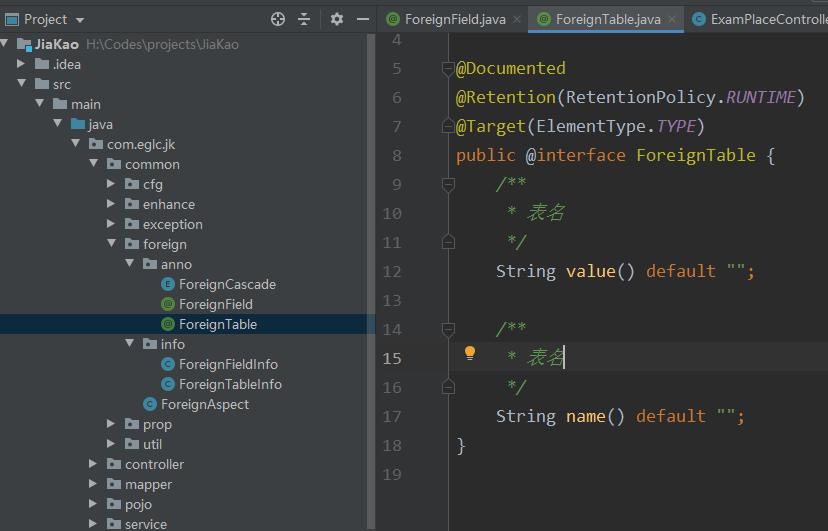 Project
JiaKao H:\Codes\projects\JiaKao
.idea
src
main
java
com.eglc.jk
common
cfg
enhance
exception
foreign
anno
ForeignCascade
ForeignField
ForeignTable
info
ForeignFieldInfo
ForeignTableInfo
ForeignAspect
prop
util
controller
mapper
pojo
service
ForeignField.java ForeignTable.java ExamPlaceControlle
4
5 @Documented
6 @Retention(RetentionPolicy.RUNTIME)
7 @Target(ElementType.TYPE)
8 public @interface ForeignTable {
9 /**
10 * 表名
11 */
12 String value() default "";
13
14 /**
15 * 表名
16 */
17 String name() default "";
18 }
19